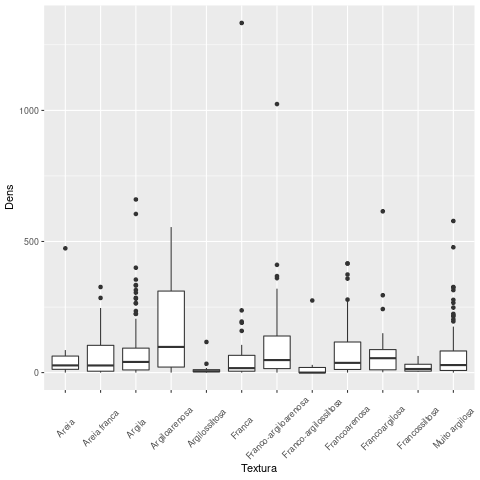 Dens
1000
500
0
Areia
Areia franca
Argila
Argiloarenosa
Argilossiltosa
Franca
Franco-argiloarenosa
Franco-argilossiltosa
Francoarenosa
Francoargilosa
Francossiltosa
Muito argilosa
Textura